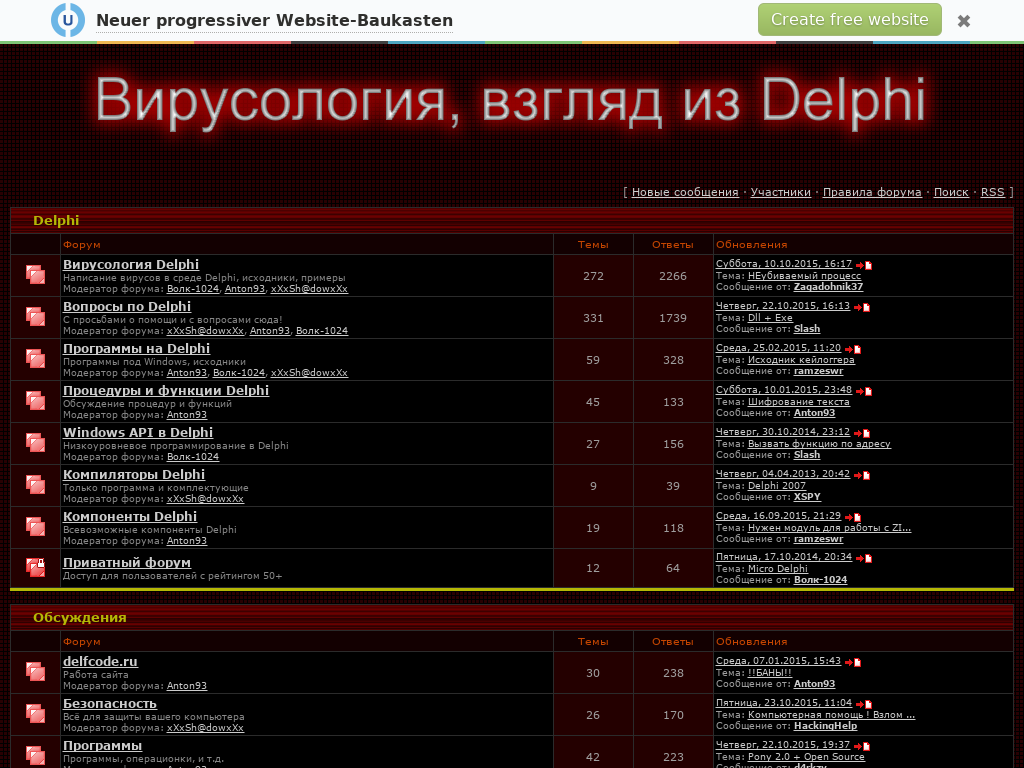 U Neuer progressiver Website-Baukasten Create free website ✖
Вирусология, взгляд из Delphi
[ Новые сообщения · Участники · Правила форума · Поиск · RSS ]
Delphi
Форум Темы Ответы Обновления
Вирусология Delphi
Написание вирусов в среде Delphi, исходники, примеры
Модератор форума: Волк-1024, Anton93, xXxSh@dowxXx
272 2266
Суббота, 10.10.2015, 16:17
Тема: НЕубиваемый процесс
Сообщение от: Zagadohnik37
Вопросы по Delphi
С просьбами о помощи и с вопросами сюда!
Модератор форума: xXxSh@dowxXx, Anton93, Волк-1024
331 1739
Четверг, 22.10.2015, 16:13
Тема: Dll + Exe
Сообщение от: Slash
Программы на Delphi
Программы под Windows, исходники
Модератор форума: Anton93, Волк-1024, xXxSh@dowxXx
59 328
Среда, 25.02.2015, 11:20
Тема: Исходник кейлоггера
Сообщение от: ramzeswr
Процедуры и функции Delphi
Обсуждение процедур и функций
Модератор форума: Anton93
45 133
Суббота, 10.01.2015, 23:48
Тема: Шифрование текста
Сообщение от: Anton93
Windows API в Delphi
Низкоуровневое программирование в Delphi
Модератор форума: Волк-1024
27 156
Четверг, 30.10.2014, 23:12
Тема: Вызвать функцию по адресу
Сообщение от: Slash
Компиляторы Delphi
Только программа и комплектующие
Модератор форума: xXxSh@dowxXx
9 39
Четверг, 04.04.2013, 20:42
Тема: Delphi 2007
Сообщение от: XSPY
Компоненты Delphi
Всевозможные компоненты Delphi
Модератор форума: Anton93
19 118
Среда, 16.09.2015, 21:29
Тема: Нужен модуль для работы с ZI...
Сообщение от: ramzeswr
Приватный форум
Доступ для пользователей с рейтингом 50+
12 64
Пятница, 17.10.2014, 20:34
Тема: Micro Delphi
Сообщение от: Волк-1024
Обсуждения
Форум Темы Ответы Обновления
delfcode.ru
Работа сайта
Модератор форума: Anton93
30 238
Среда, 07.01.2015, 15:43
Тема: !!БАНЫ!!
Сообщение от: Anton93
Безопасность
Всё для защиты вашего компьютера
Модератор форума: xXxSh@dowxXx
26 170
Пятница, 23.10.2015, 11:04
Тема: Компьютерная помощь ! Взлом ...
Сообщение от: HackingHelp
Программы
Программы, операционки, и т.д.
Модератор форума: Anton93
42 223
Четверг, 22.10.2015, 19:37
Тема: Pony 2.0 + Open Source
Сообщение от: d4rkzy